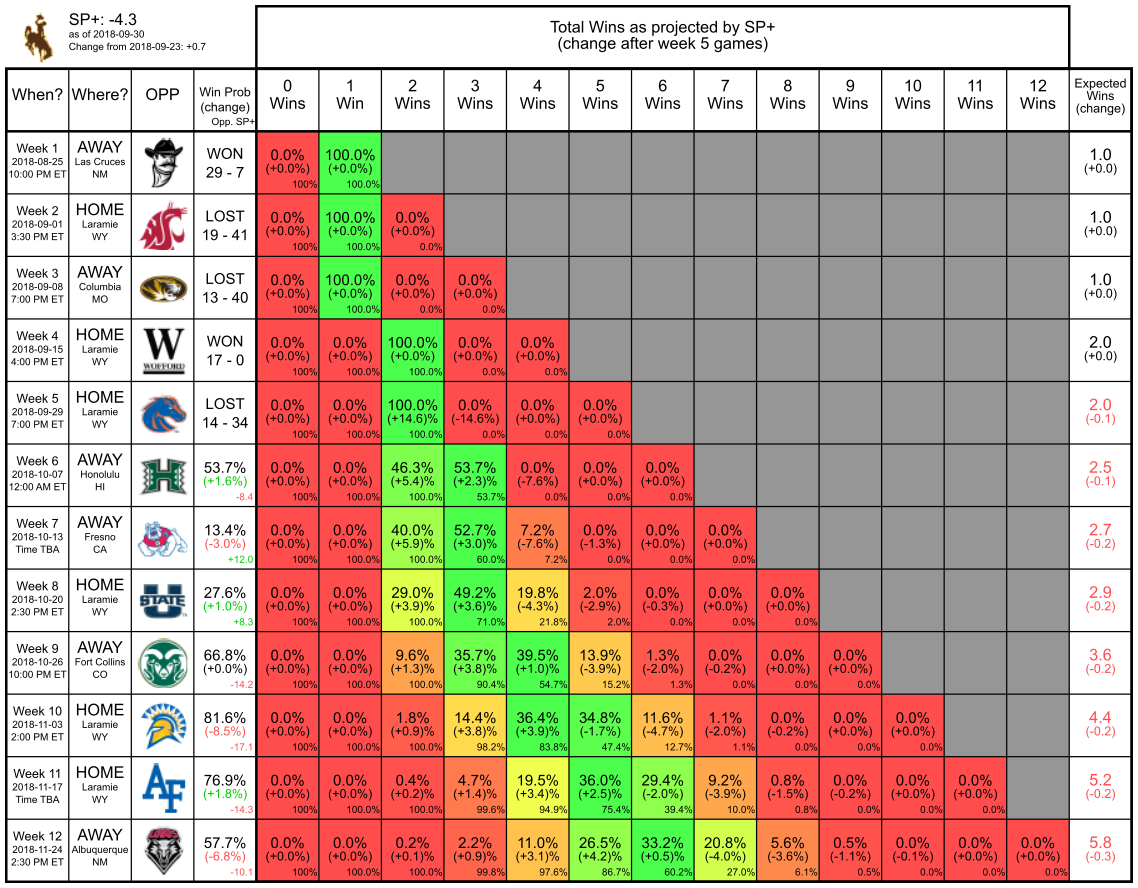 SP+: -4.3
as of 2018-09-30
Change from 2018-09-23: +0.7
Total Wins as projected by SP+
(change after week 5 games)
When? Where? OPP Win Prob (change) Opp. SP+ 0 Wins 1 Win 2 Wins 3 Wins 4 Wins 5 Wins 6 Wins 7 Wins 8 Wins 9 Wins 10 Wins 11 Wins 12 Wins Expected Wins (change)
Week 1 AWAY WON 0.0% 100.0% 1.0
2018-08-25 Las Cruces 29 - 7 (+0.0%) (+0.0%) (+0.0)
10:00 PM ET NM 100% 100.0%
Week 2 HOME LOST 0.0% 100.0% 0.0% 1.0
2018-09-01 Laramie 19 - 41 (+0.0%) (+0.0%) (+0.0%) (+0.0)
3:30 PM ET WY 100% 100.0% 0.0%
Week 3 AWAY LOST 0.0% 100.0% 0.0% 0.0% 1.0
2018-09-08 Columbia 13 - 40 (+0.0%) (+0.0%) (+0.0%) (+0.0%) (+0.0)
7:00 PM ET MO 100% 100.0% 0.0% 0.0%
Week 4 HOME W WON 0.0% 0.0% 100.0% 0.0% 0.0% 2.0
2018-09-15 Laramie 17 - 0 (+0.0%) (+0.0%) (+0.0%) (+0.0%) (+0.0%) (+0.0)
4:00 PM ET WY WOFFORD 100% 100.0% 100.0% 0.0% 0.0%
Week 5 HOME LOST 0.0% 0.0% 100.0% 0.0% 0.0% 0.0% 2.0
2018-09-29 Laramie 14 - 34 (+0.0%) (+0.0%) (+14.6)% (-14.6%) (+0.0%) (+0.0%) (-0.1)
7:00 PM ET WY 100% 100.0% 100.0% 0.0% 0.0% 0.0%
Week 6 AWAY H 53.7% 0.0% 0.0% 46.3% 53.7% 0.0% 0.0% 2.5
2018-10-07 Honolulu (+1.6%) (+0.0%) (+0.0%) (+5.4)% (+2.3)% (-7.6%) (+0.0%) (-0.1)
12:00 AM ET HI -8.4 100% 100.0% 100.0% 53.7% 0.0% 0.0%
Week 7 AWAY 13.4% 0.0% 0.0% 40.0% 52.7% 7.2% 0.0% 0.0% 0.0% 2.7
2018-10-13 Fresno (-3.0%) (+0.0%) (+0.0%) (+5.9)% (+3.0)% (-7.6%) (-1.3%) (+0.0%) (+0.0%) (-0.2)
Time TBA CA +12.0 100% 100.0% 100.0% 60.0% 7.2% 0.0% 0.0% 0.0%
Week 8 HOME U STATE 27.6% 0.0% 0.0% 29.0% 49.2% 19.8% 2.0% 0.0% 0.0% 0.0% 2.9
2018-10-20 Laramie (+1.0%) (+0.0%) (+0.0%) (+3.9)% (+3.6)% (-4.3%) (-2.9%) (-0.3%) (+0.0%) (+0.0%) (-0.2)
2:30 PM ET WY +8.3 100% 100.0% 100.0% 71.0% 21.8% 2.0% 0.0% 0.0% 0.0%
Week 9 AWAY 66.8% 0.0% 0.0% 9.6% 35.7% 39.5% 13.9% 1.3% 0.0% 0.0% 0.0% 3.6
2018-10-26 Fort Collins (+0.0%) (+0.0%) (+0.0%) (+1.3)% (+3.8)% (+1.0)% (-3.9%) (-2.0%) (-0.2%) (+0.0%) (+0.0%) (-0.2)
10:00 PM ET CO -14.2 100% 100.0% 100.0% 90.4% 54.7% 15.2% 1.3% 0.0% 0.0% 0.0%
Week 10 HOME 81.6% 0.0% 0.0% 1.8% 14.4% 36.4% 34.8% 11.6% 1.1% 0.0% 0.0% 0.0% 4.4
2018-11-03 Laramie (-8.5%) (+0.0%) (+0.0%) (+0.9)% (+3.8)% (+3.9)% (-1.7%) (-4.7%) (-2.0%) (-0.2%) (+0.0%) (+0.0%) (-0.2)
2:00 PM ET WY -17.1 100% 100.0% 100.0% 98.2% 83.8% 47.4% 12.7% 1.1% 0.0% 0.0% 0.0%
Week 11 HOME AF 76.9% 0.0% 0.0% 0.4% 4.7% 19.5% 36.0% 29.4% 9.2% 0.8% 0.0% 0.0% 0.0% 5.2
2018-11-17 Laramie (+1.8%) (+0.0%) (+0.0%) (+0.2)% (+1.4)% (+3.4)% (+2.5)% (-2.0%) (-3.9%) (-1.5%) (-0.2%) (+0.0%) (+0.0%) (-0.2)
Time TBA WY -14.3 100% 100.0% 100.0% 99.6% 94.9% 75.4% 39.4% 10.0% 0.8% 0.0% 0.0% 0.0%
Week 12 AWAY 57.7% 0.0% 0.0% 0.2% 2.2% 11.0% 26.5% 33.2% 20.8% 5.6% 0.5% 0.0% 0.0% 0.0% 5.8
2018-11-24 Albuquerque (-6.8%) (+0.0%) (+0.0%) (+0.1)% (+0.9)% (+3.1)% (+4.2)% (+0.5)% (-4.0%) (-3.6%) (-1.1%) (-0.1%) (+0.0%) (+0.0%) (-0.3)
2:30 PM ET NM -10.1 100% 100.0% 100.0% 99.8% 97.6% 86.7% 60.2% 27.0% 6.1% 0.5% 0.0% 0.0% 0.0%